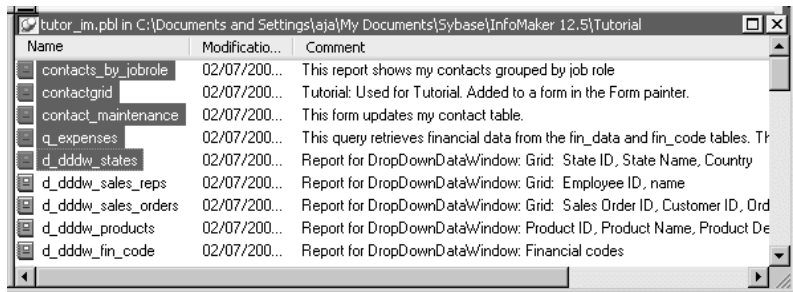 tutor_im.pbl in C:\Documents and Settings\aja\My Documents\Sybase\InfoMaker 12.5\Tutorial
Name Modificatio... Comment
contacts_by_jobrole 02/07/200... This report shows my contacts grouped by job role
contactgrid 02/07/200... Tutorial: Used for Tutorial. Added to a form in the Form painter.
contact_maintenance 02/07/200... This form updates my contact table.
q_expenses 02/07/200... This query retrieves financial data from the fin_data and fin_code tables. Th
d_dddw_states 02/07/200... Report for DropDownDataWindow: Grid: State ID, State Name, Country
d_dddw_sales_reps 02/07/200... Report for DropDownDataWindow: Grid: Employee ID, name
d_dddw_sales_orders 02/07/200... Report for DropDownDataWindow: Grid: Sales Order ID, Customer ID, Ord
d_dddw_products 02/07/200... Report for DropDownDataWindow: Product ID, Product Name, Product De
d_dddw_fin_code 02/07/200... Report for DropDownDataWindow: Financial codes